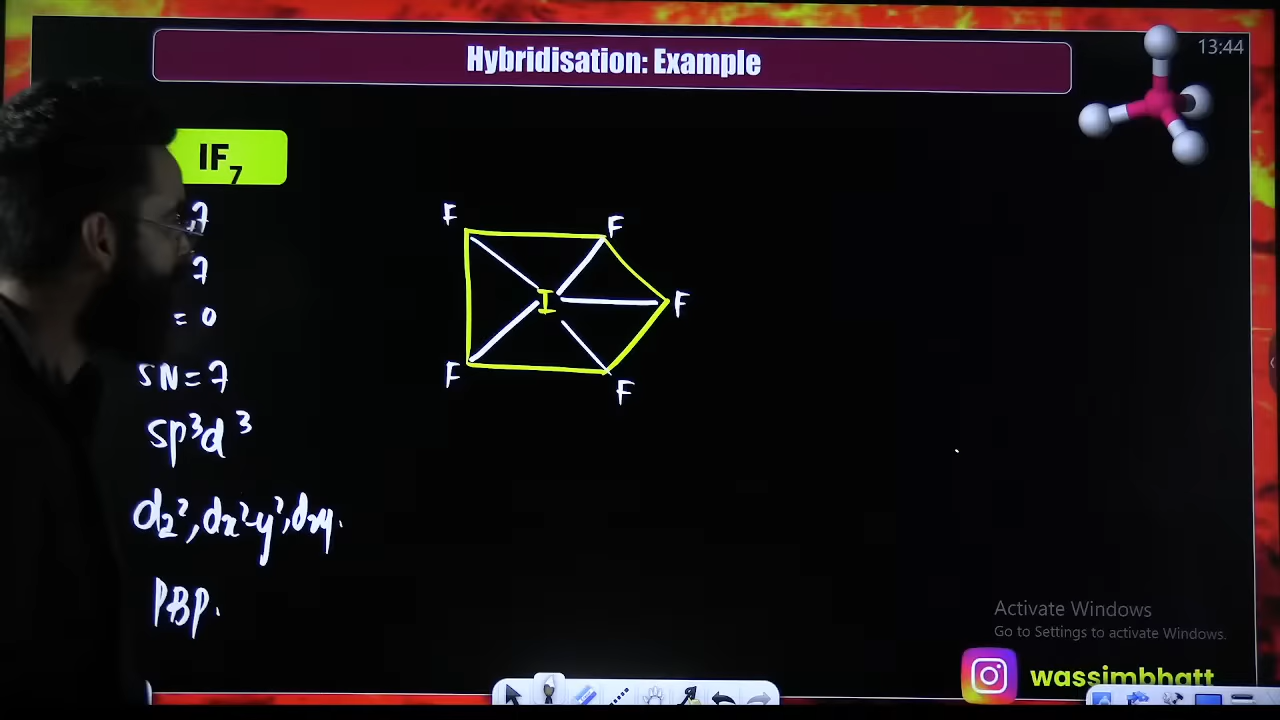 Hybridisation: Example
13:44
IF₇
7
7
= 0
SN = 7
sp³d³
dz², dx²-y², dxy.
PBP.
F
F
I
F
F
F
Activate Windows
Go to Settings to activate Windows.
wassimbhatt